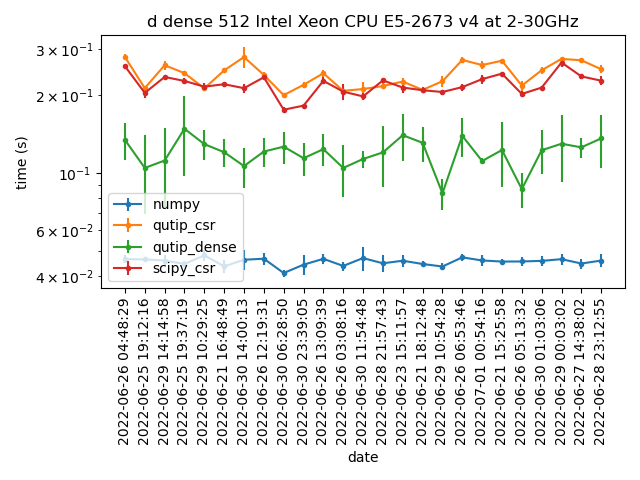 d dense 512 Intel Xeon CPU E5-2673 v4 at 2-30GHz
time (s)
3 × 10⁻¹
2 × 10⁻¹
10⁻¹
6 × 10⁻²
4 × 10⁻²
numpy
qutip_csr
qutip_dense
scipy_csr
2022-06-26 04:48:29
2022-06-25 19:12:16
2022-06-29 14:14:58
2022-06-25 19:37:19
2022-06-29 10:29:25
2022-06-21 16:48:49
2022-06-30 14:00:13
2022-06-26 12:19:31
2022-06-30 06:28:50
2022-06-30 23:39:05
2022-06-26 13:09:39
2022-06-26 03:08:16
2022-06-30 11:54:48
2022-06-28 21:57:43
2022-06-23 15:11:57
2022-06-21 18:12:48
2022-06-29 10:54:28
2022-06-26 06:53:46
2022-07-01 00:54:16
2022-06-21 15:25:58
2022-06-26 05:13:32
2022-06-30 01:03:06
2022-06-29 00:03:02
2022-06-27 14:38:02
2022-06-28 23:12:55
date